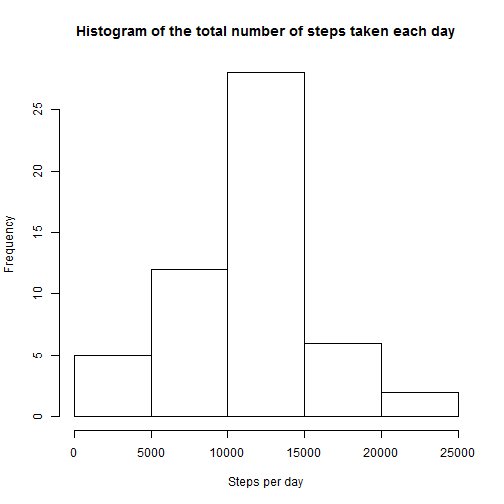 Histogram of the total number of steps taken each day
Frequency
25
20
15
10
5
0
0 5000 10000 15000 20000 25000
Steps per day